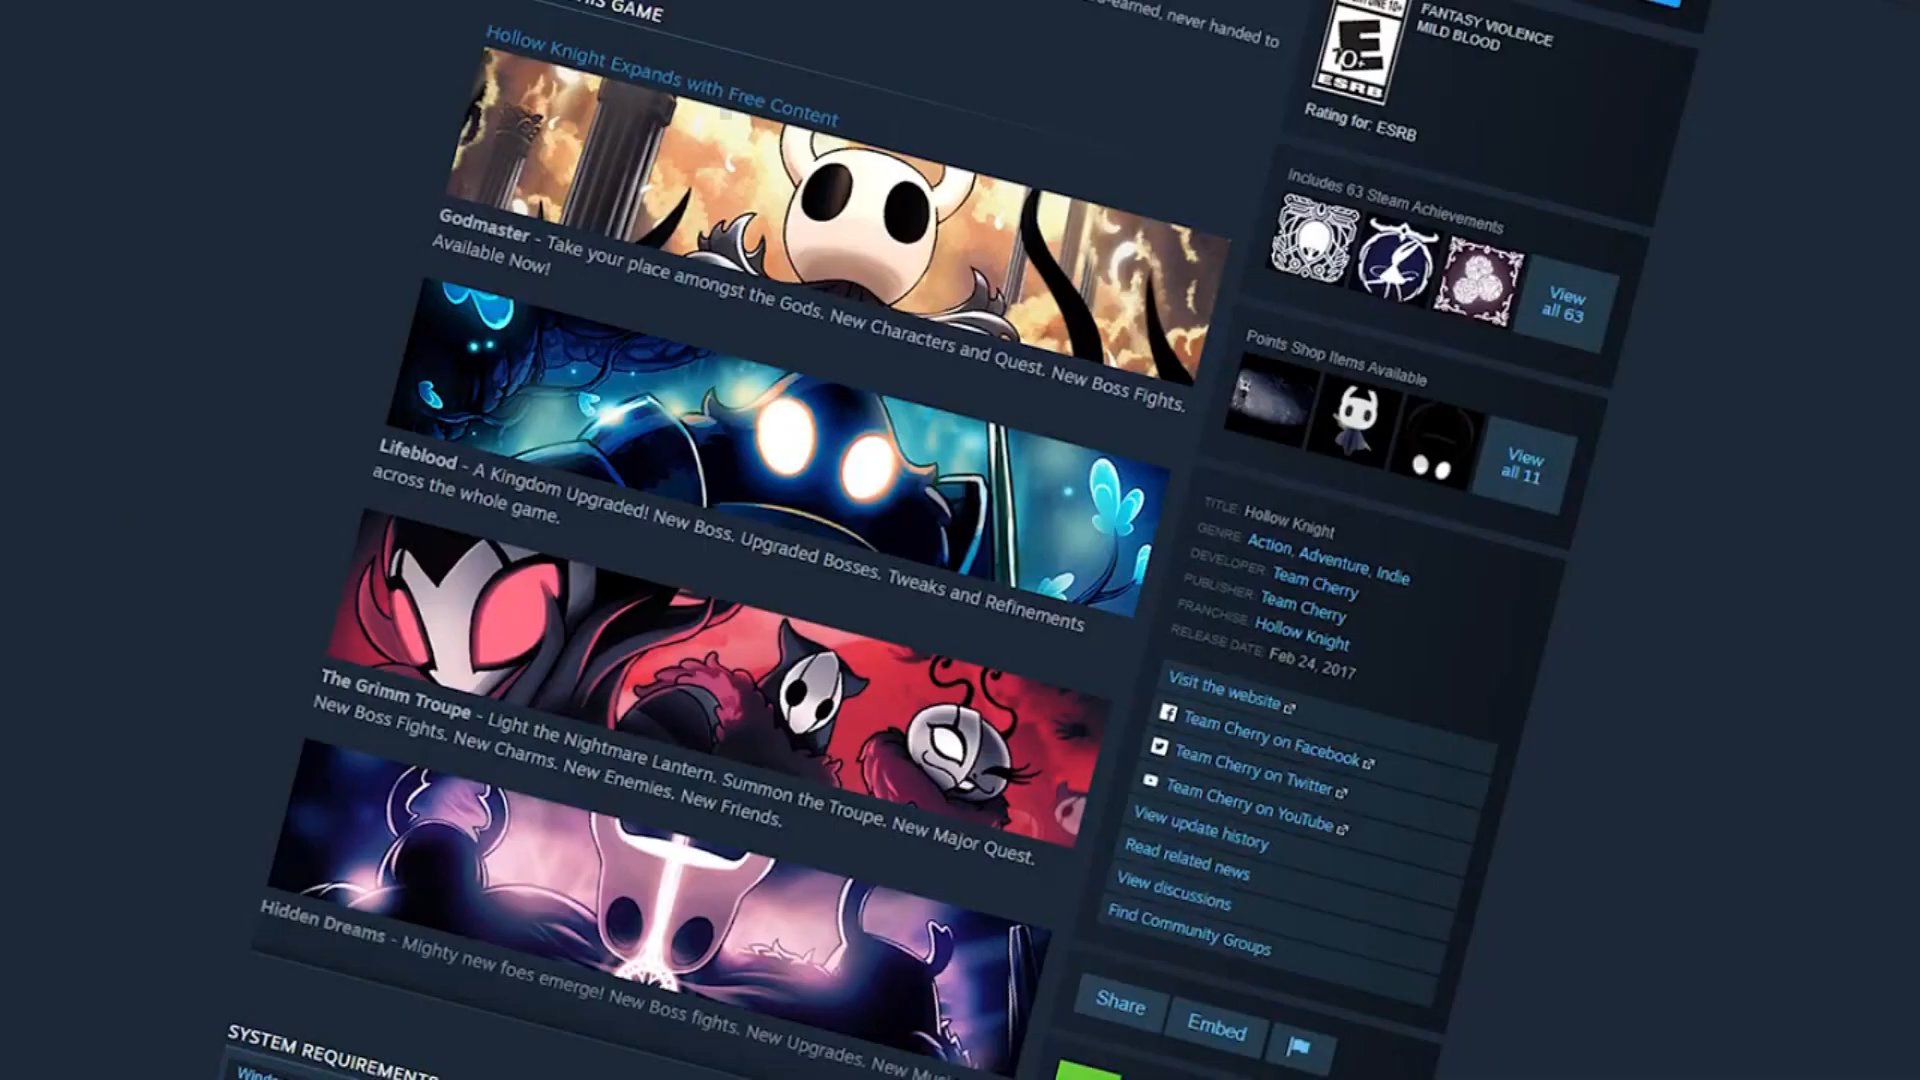 THIS GAME
-earned, never handed to
Hollow Knight Expands with Free Content
Godmaster - Take your place amongst the Gods. New Characters and Quest. New Boss Fights.
Available Now!
Lifeblood - A Kingdom Upgraded! New Boss. Upgraded Bosses. Tweaks and Refinements
across the whole game.
The Grimm Troupe - Light the Nightmare Lantern. Summon the Troupe. New Major Quest.
New Boss Fights. New Charms. New Enemies. New Friends.
Hidden Dreams - Mighty new foes emerge! New Boss fights. New Upgrades. New
SYSTEM REQUIREMENTS
10+
E
10+
ESRB
FANTASY VIOLENCE
MILD BLOOD
Rating for: ESRB
Includes 63 Steam Achievements
View
all 63
Points Shop Items Available
View
all 11
TITLE: Hollow Knight
GENRE: Action, Adventure, Indie
DEVELOPER: Team Cherry
PUBLISHER: Team Cherry
FRANCHISE: Hollow Knight
RELEASE DATE: Feb 24, 2017
Visit the website
Team Cherry on Facebook
Team Cherry on Twitter
Team Cherry on YouTube
View update history
Read related news
View discussions
Find Community Groups
Share
Embed